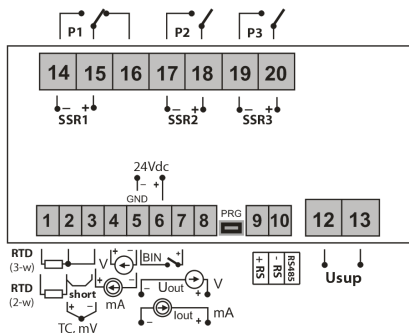 P1 P2 P3
14 15 16 17 18 19 20
– + – + – +
SSR1 SSR2 SSR3
24Vdc
– +
GND
1 2 3 4 5 6 7 8 PRG 9 10 12 13
RTD
(3-w)
V + – BIN
+ RS
- RS
RS485
– + Usup
RTD
(2-w)
short
+ – mA
Uout V
– +
+ –
TC, mV
Iout mA
– +